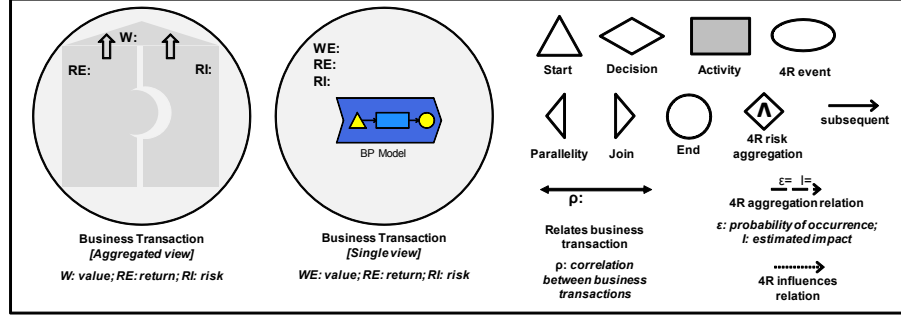 W:
RE:
RI:
Business Transaction
[Aggregated view]
W: value; RE: return; RI: risk
WE:
RE:
RI:
BP Model
Business Transaction
[Single view]
WE: value; RE: return; RI: risk
Start
Decision
Activity
4R event
Parallelity
Join
End
Λ
4R risk
aggregation
subsequent
ρ:
Relates business
transaction
ρ: correlation
between business
transactions
ε= I=
4R aggregation relation
ε: probability of occurrence;
I: estimated impact
4R influences
relation